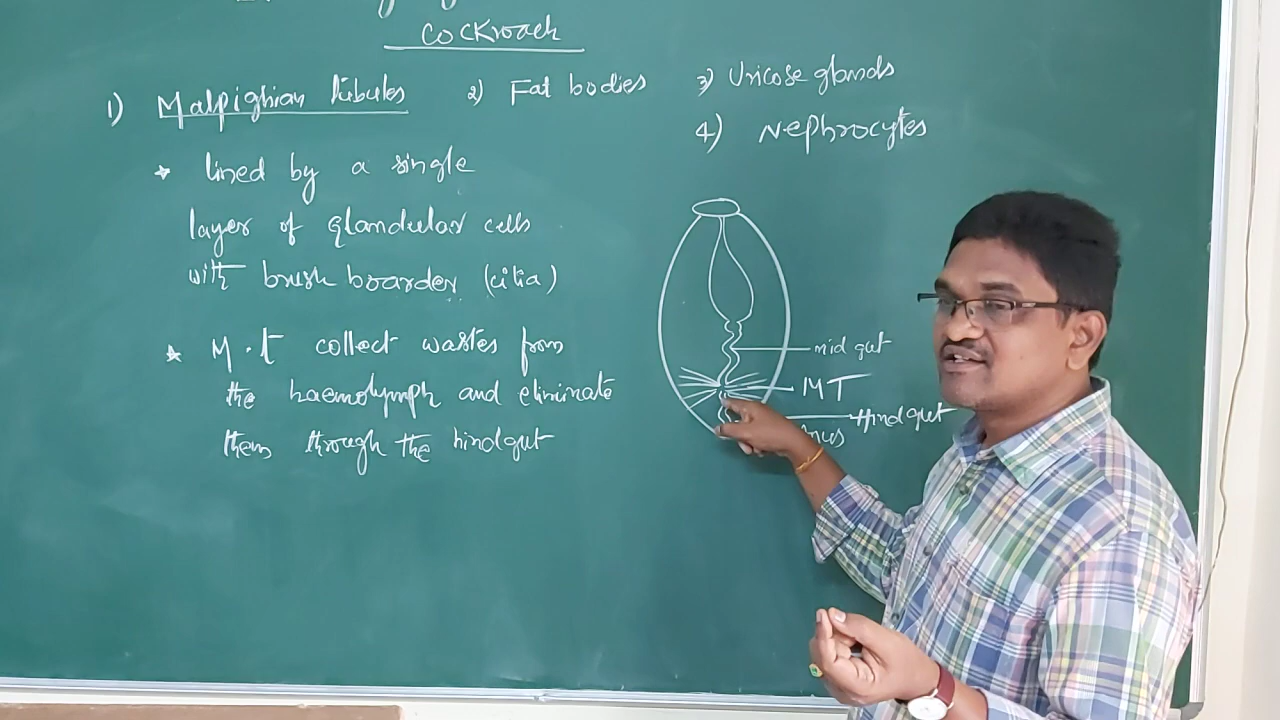 Cockroach
1) Malpighian tubules 2) Fat bodies 3) Uricose glands
4) Nephrocytes
* lined by a single
layer of glandular cells
with brush boarder (cilia)
* M.t collect wastes from
the haemolymph and eliminate
them through the hindgut
mid gut
MT
Hindgut
Anus